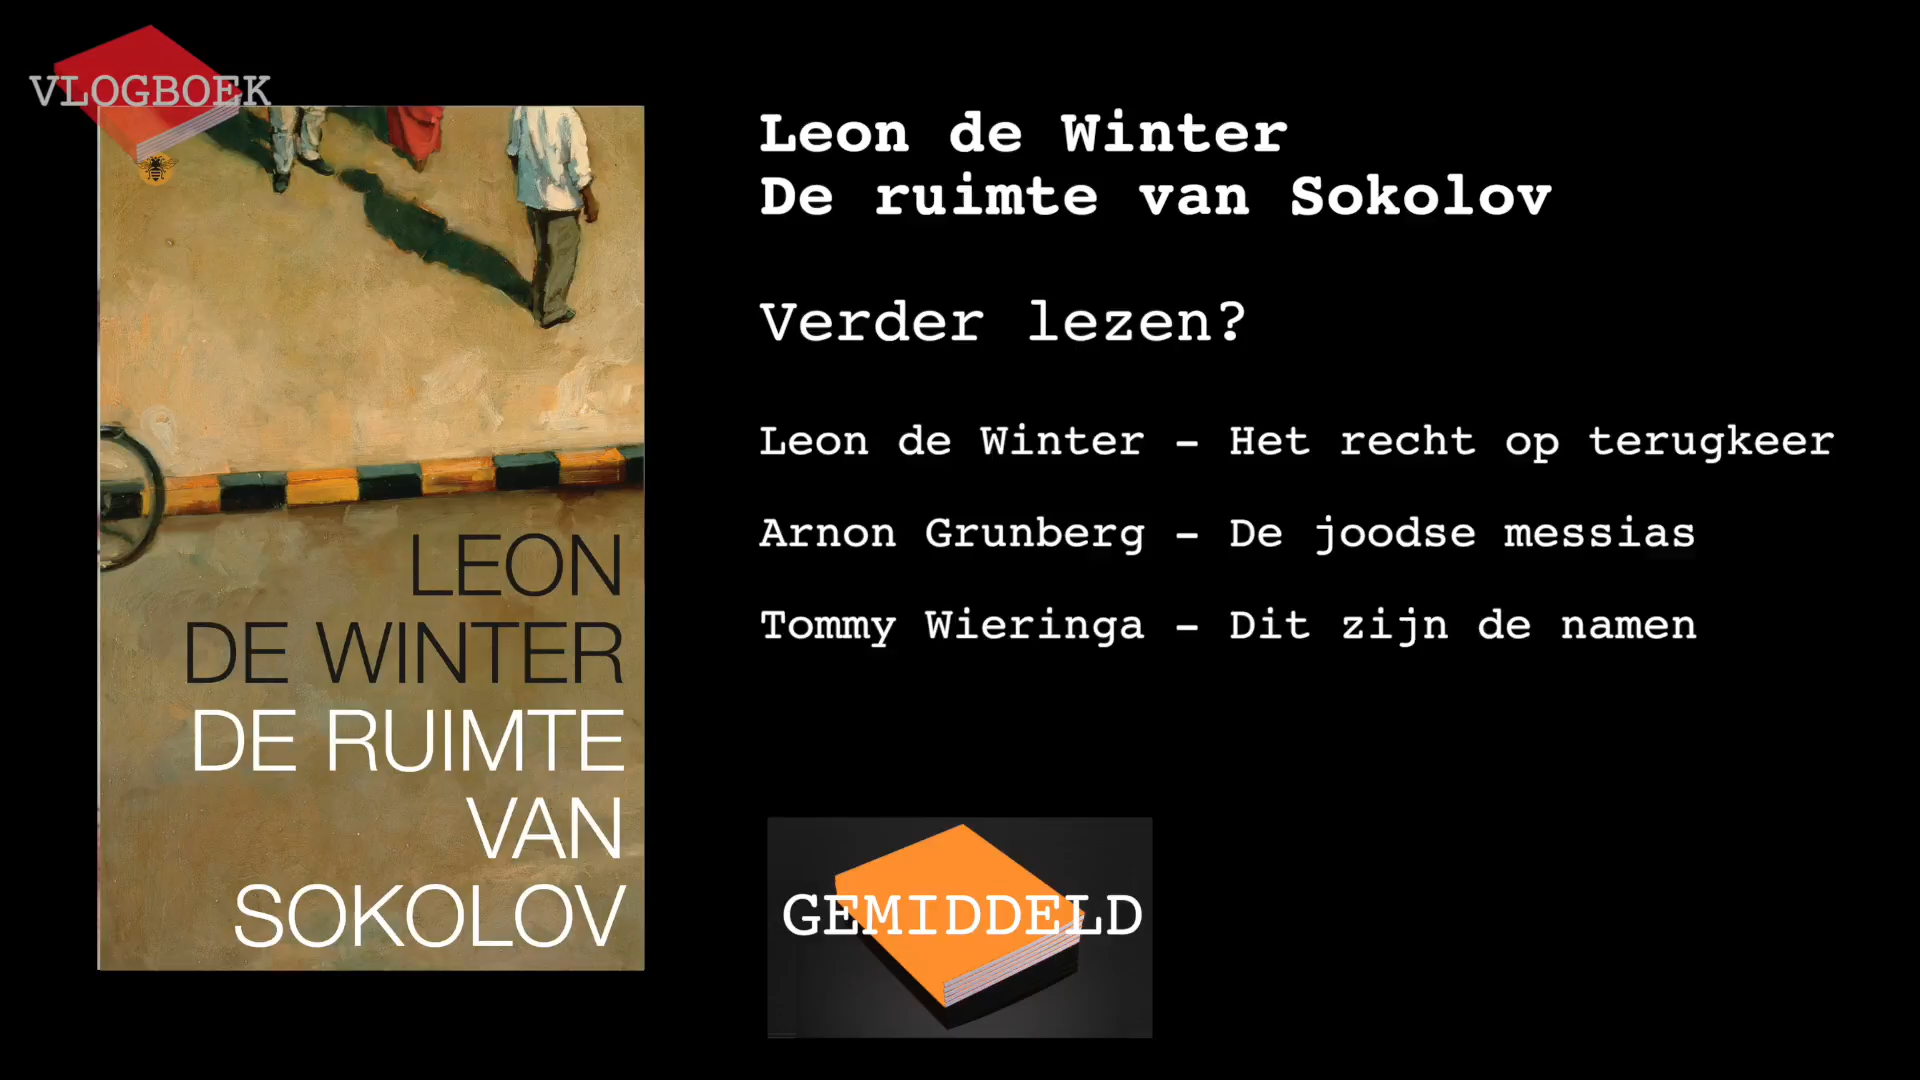 VLOGBOEK
LEON
DE WINTER
DE RUIMTE
VAN
SOKOLOV
Leon de Winter
De ruimte van Sokolov
Verder lezen?
Leon de Winter - Het recht op terugkeer
Arnon Grunberg - De joodse messias
Tommy Wieringa - Dit zijn de namen
GEMIDDELD